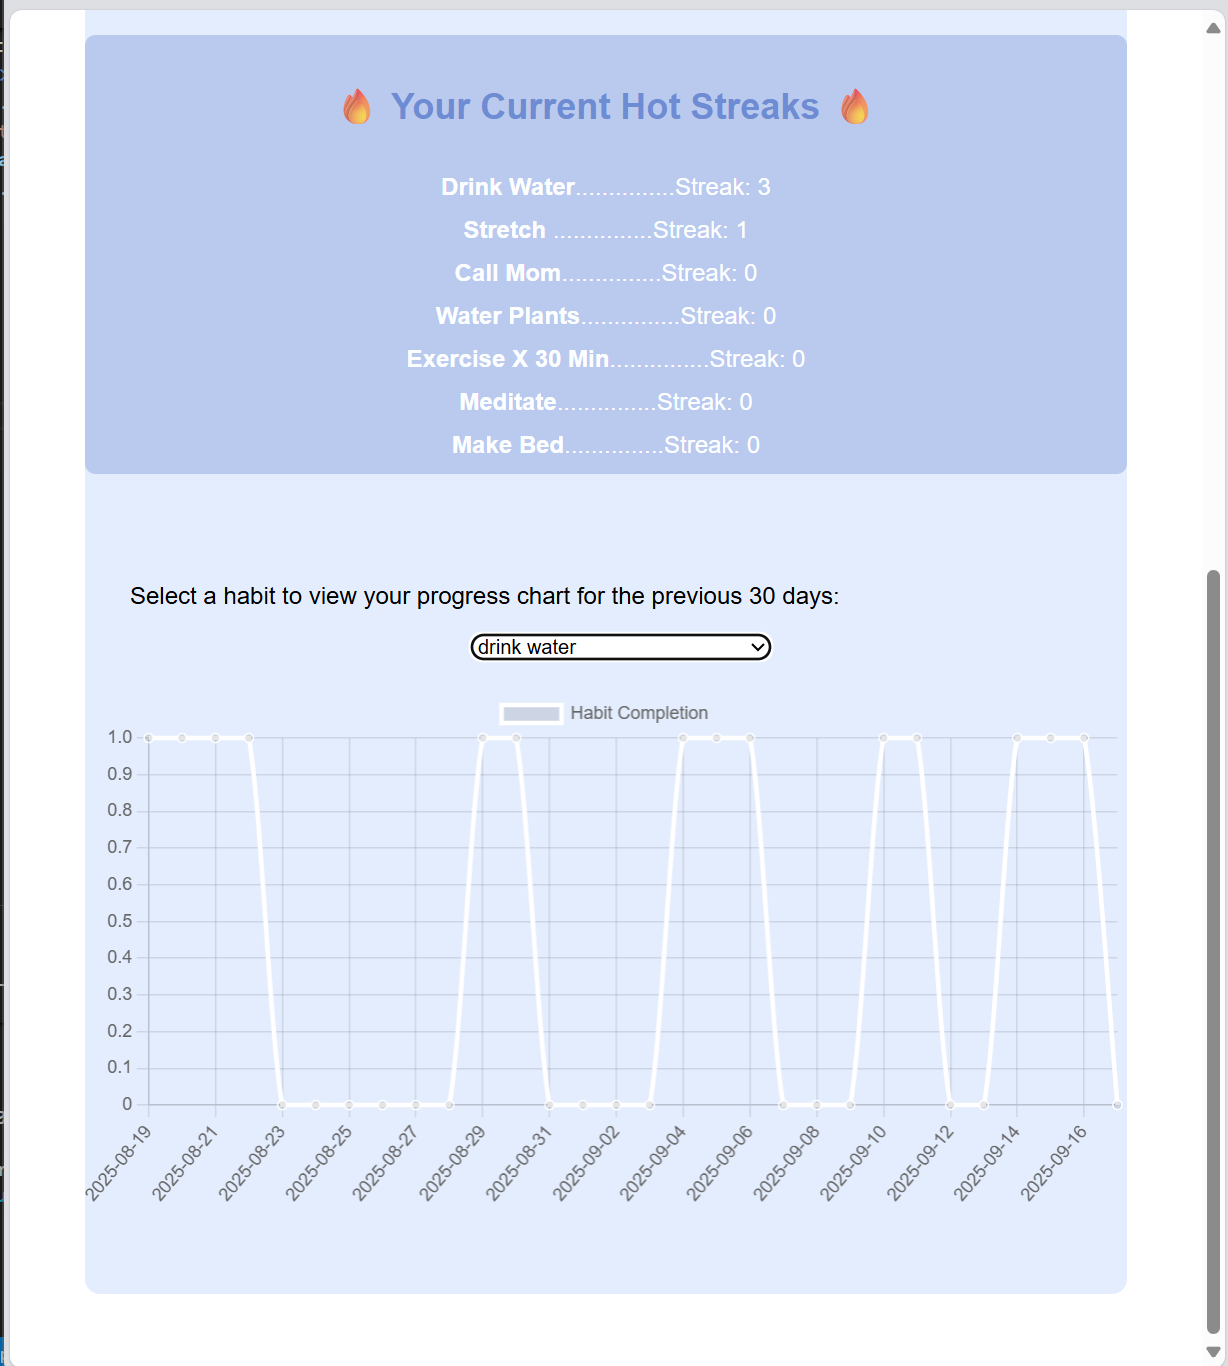 🔥 Your Current Hot Streaks 🔥
Drink Water...............Streak: 3
Stretch ...............Streak: 1
Call Mom...............Streak: 0
Water Plants...............Streak: 0
Exercise X 30 Min...............Streak: 0
Meditate...............Streak: 0
Make Bed...............Streak: 0
Select a habit to view your progress chart for the previous 30 days:
drink water
Habit Completion
1.0
0.9
0.8
0.7
0.6
0.5
0.4
0.3
0.2
0.1
0
2025-08-19
2025-08-21
2025-08-23
2025-08-25
2025-08-27
2025-08-29
2025-08-31
2025-09-02
2025-09-04
2025-09-06
2025-09-08
2025-09-10
2025-09-12
2025-09-14
2025-09-16